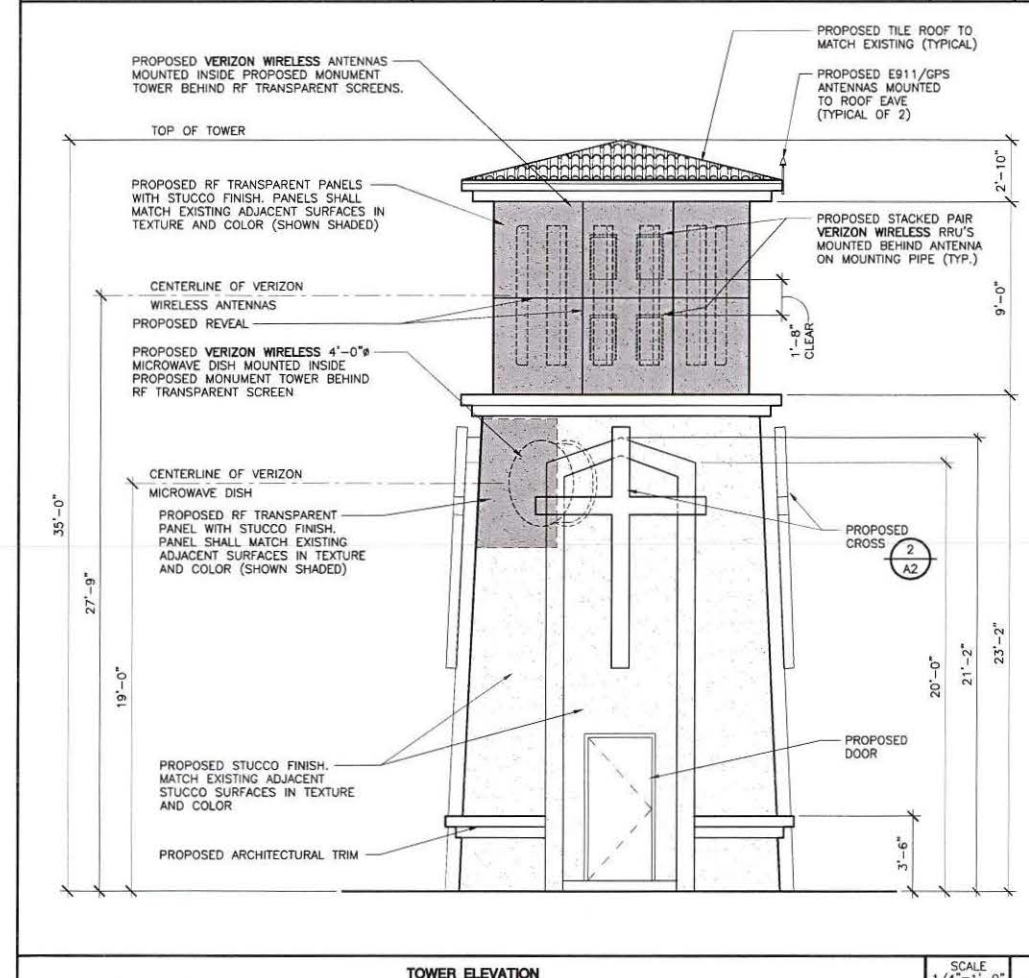 PROPOSED TILE ROOF TO
MATCH EXISTING (TYPICAL)
PROPOSED VERIZON WIRELESS ANTENNAS
MOUNTED INSIDE PROPOSED MONUMENT
TOWER BEHIND RF TRANSPARENT SCREENS.
PROPOSED E911/GPS
ANTENNAS MOUNTED
TO ROOF EAVE
(TYPICAL OF 2)
TOP OF TOWER
2'-10"
PROPOSED RF TRANSPARENT PANELS
WITH STUCCO FINISH. PANELS SHALL
MATCH EXISTING ADJACENT SURFACES IN
TEXTURE AND COLOR (SHOWN SHADED)
PROPOSED STACKED PAIR
VERIZON WIRELESS RRU'S
MOUNTED BEHIND ANTENNA
ON MOUNTING PIPE (TYP.)
CENTERLINE OF VERIZON
WIRELESS ANTENNAS
9'-0"
PROPOSED REVEAL
1'-8"
CLEAR
PROPOSED VERIZON WIRELESS 4'-0"ø
MICROWAVE DISH MOUNTED INSIDE
PROPOSED MONUMENT TOWER BEHIND
RF TRANSPARENT SCREEN
CENTERLINE OF VERIZON
MICROWAVE DISH
35'-0"
PROPOSED RF TRANSPARENT
PANEL WITH STUCCO FINISH.
PANEL SHALL MATCH EXISTING
ADJACENT SURFACES IN TEXTURE
AND COLOR (SHOWN SHADED)
PROPOSED
CROSS
2
A2
27'-9"
19'-0"
20'-0"
21'-2"
23'-2"
PROPOSED
DOOR
PROPOSED STUCCO FINISH.
MATCH EXISTING ADJACENT
STUCCO SURFACES IN TEXTURE
AND COLOR
PROPOSED ARCHITECTURAL TRIM
3'-6"
TOWER ELEVATION
SCALE
1/4"=1'-0"